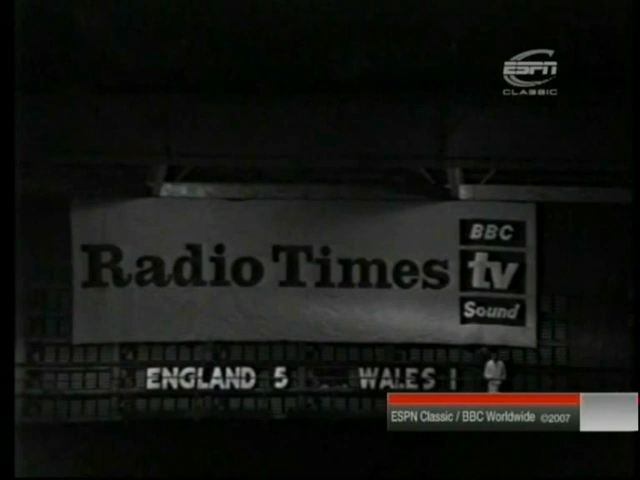 ESPN
CLASSIC
Radio Times
BBC
tv
Sound
ENGLAND 5 WALES 1
ESPN Classic / BBC Worldwide ©2007